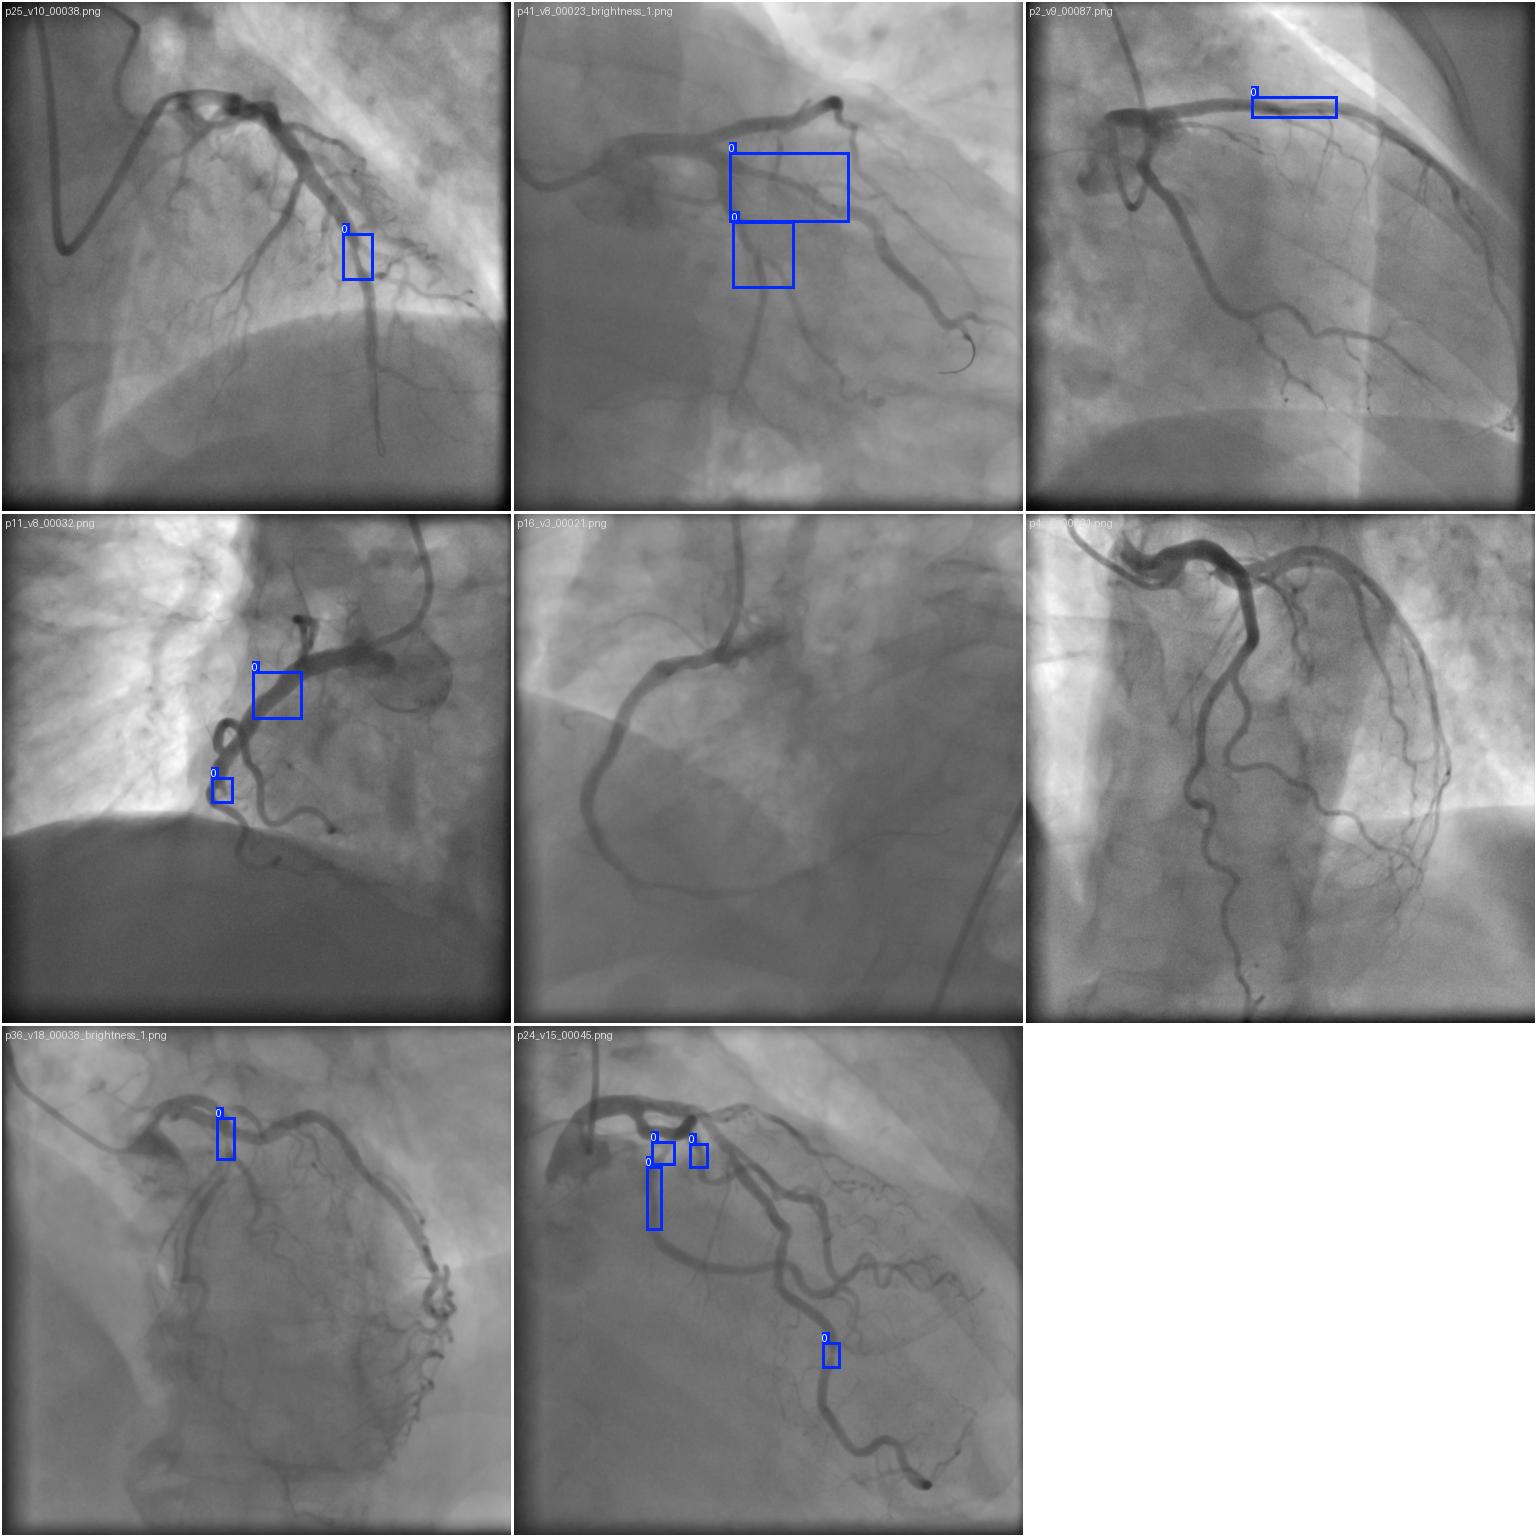 p25_v10_00038.png
p41_v8_00023_brightness_1.png
p2_v9_00087.png
0
0
0
0
p11_v8_00032.png
p16_v3_00021.png
0
0
p36_v18_00038_brightness_1.png
p24_v15_00045.png
0
0
0
0
0